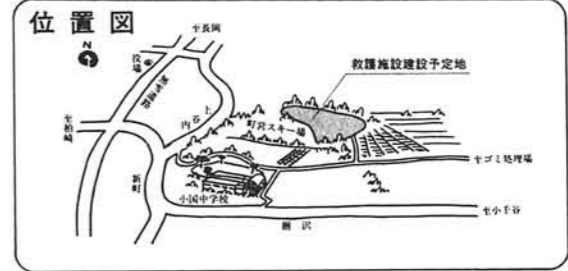 位置図
至長岡
N
役場
救護施設建設予定地
上谷内
町営スキー場
至柏崎
至ゴミ処理場
新町
小国中学校
至小千谷